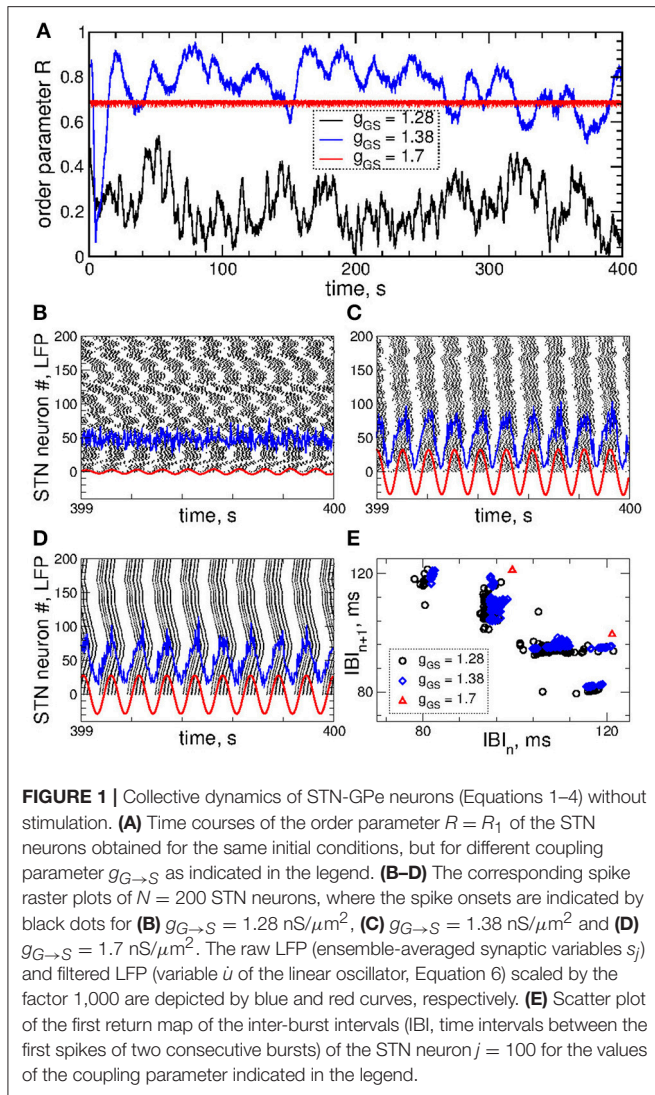 A
order parameter R
1
0.8
0.6
0.4
0.2
0
g_GS = 1.28
g_GS = 1.38
g_GS = 1.7
0 100 200 300 400
time, s
B
STN neuron #, LFP
200
150
100
50
0
399 400
time, s
C
200
150
100
50
0
399 400
time, s
D
STN neuron #, LFP
200
150
100
50
0
399 400
time, s
E
IBI_n+1, ms
120
80
g_GS = 1.28
g_GS = 1.38
g_GS = 1.7
80 120
IBI_n, ms
FIGURE 1 | Collective dynamics of STN-GPe neurons (Equations 1–4) without
stimulation. (A) Time courses of the order parameter R = R₁ of the STN
neurons obtained for the same initial conditions, but for different coupling
parameter g_G→S as indicated in the legend. (B–D) The corresponding spike
raster plots of N = 200 STN neurons, where the spike onsets are indicated by
black dots for (B) g_G→S = 1.28 nS/μm², (C) g_G→S = 1.38 nS/μm² and (D)
g_G→S = 1.7 nS/μm². The raw LFP (ensemble-averaged synaptic variables s_j)
and filtered LFP (variable u̇ of the linear oscillator, Equation 6) scaled by the
factor 1,000 are depicted by blue and red curves, respectively. (E) Scatter plot
of the first return map of the inter-burst intervals (IBI, time intervals between the
first spikes of two consecutive bursts) of the STN neuron j = 100 for the values
of the coupling parameter indicated in the legend.